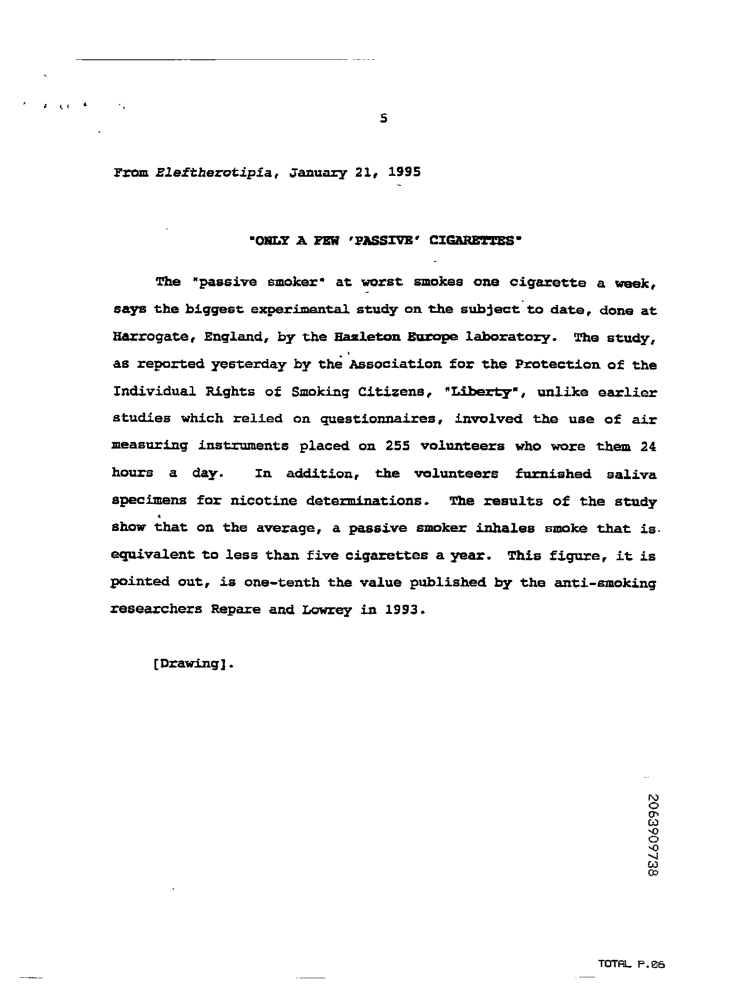 5
From Eleftherotipía, January 21, 1995
"ONLY A FEW 'PASSIVE' CIGARETTES"
The "passive smoker" at worst smokes one cigarette a week,
says the biggest experimental study on the subject to date, done at
Harrogate, England, by the Hazleton Europe laboratory. The study,
as reported yesterday by the Association for the Protection of the
Individual Rights of Smoking Citizens, "Liberty", unlike earlier
studies which relied on questionnaires, involved the use of air
measuring instruments placed on 255 volunteers who wore them 24
hours a day. In addition, the volunteers furnished saliva
specimens for nicotine determinations. The results of the study
show that on the average, a passive smoker inhales smoke that is
equivalent to less than five cigarettes a year. This figure, it is
pointed out, is one-tenth the value published by the anti-smoking
researchers Repare and Lowrey in 1993.
[Drawing].
2063909738
TOTAL P.06